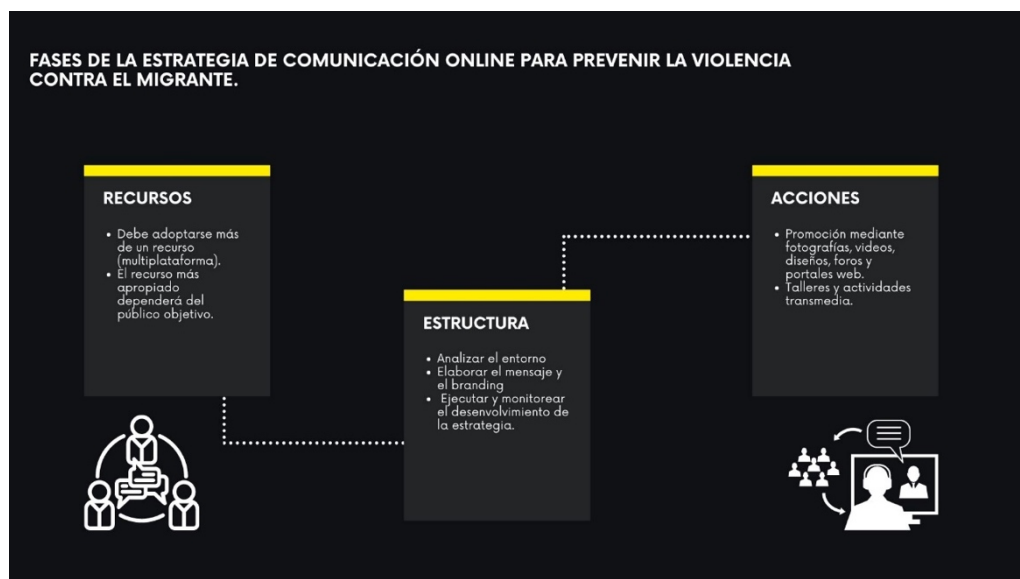 FASES DE LA ESTRATEGIA DE COMUNICACIÓN ONLINE PARA PREVENIR LA VIOLENCIA
CONTRA EL MIGRANTE.
RECURSOS
• Debe adoptarse más
de un recurso
(multiplataforma).
• El recurso más
apropiado
dependerá del
público objetivo.
ESTRUCTURA
• Analizar el entorno
• Elaborar el mensaje y
el branding
• Ejecutar y monitorear
el desenvolvimiento de
la estrategia.
ACCIONES
• Promoción mediante
fotografías, videos,
diseños, foros y
portales web.
• Talleres y actividades
transmedia.